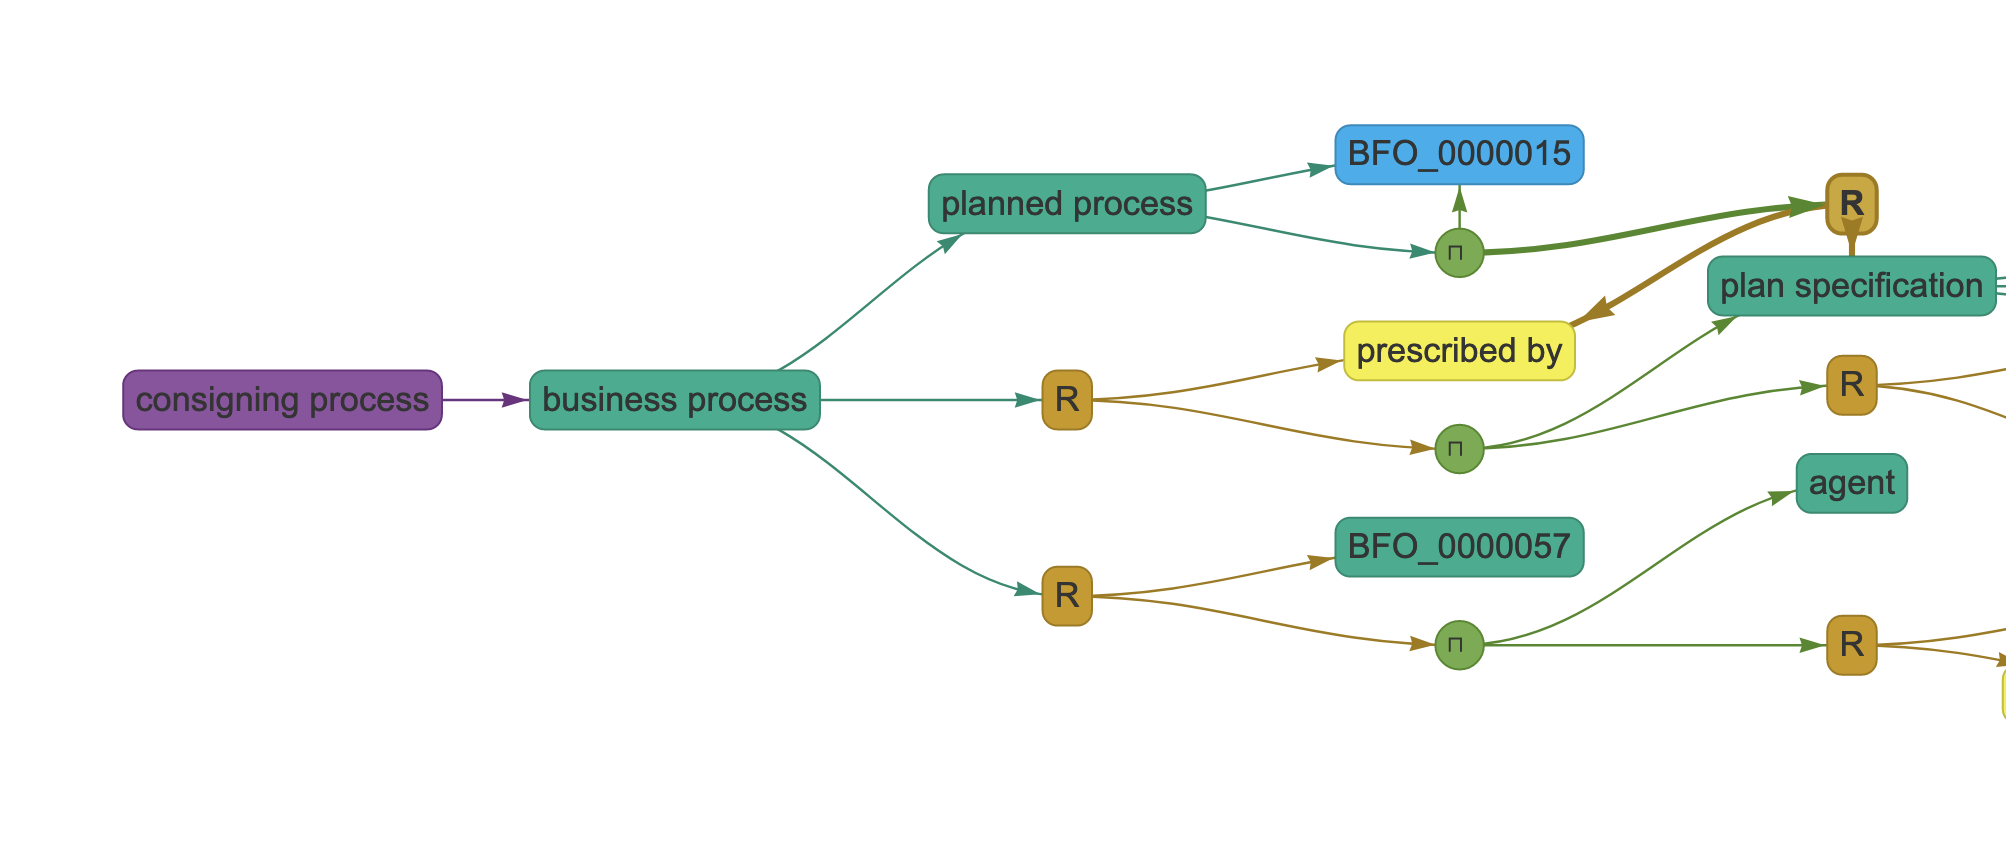 BFO_0000015
R
planned process
⊓
plan specification
prescribed by
R
consigning process
business process
R
⊓
agent
BFO_0000057
R
⊓
R